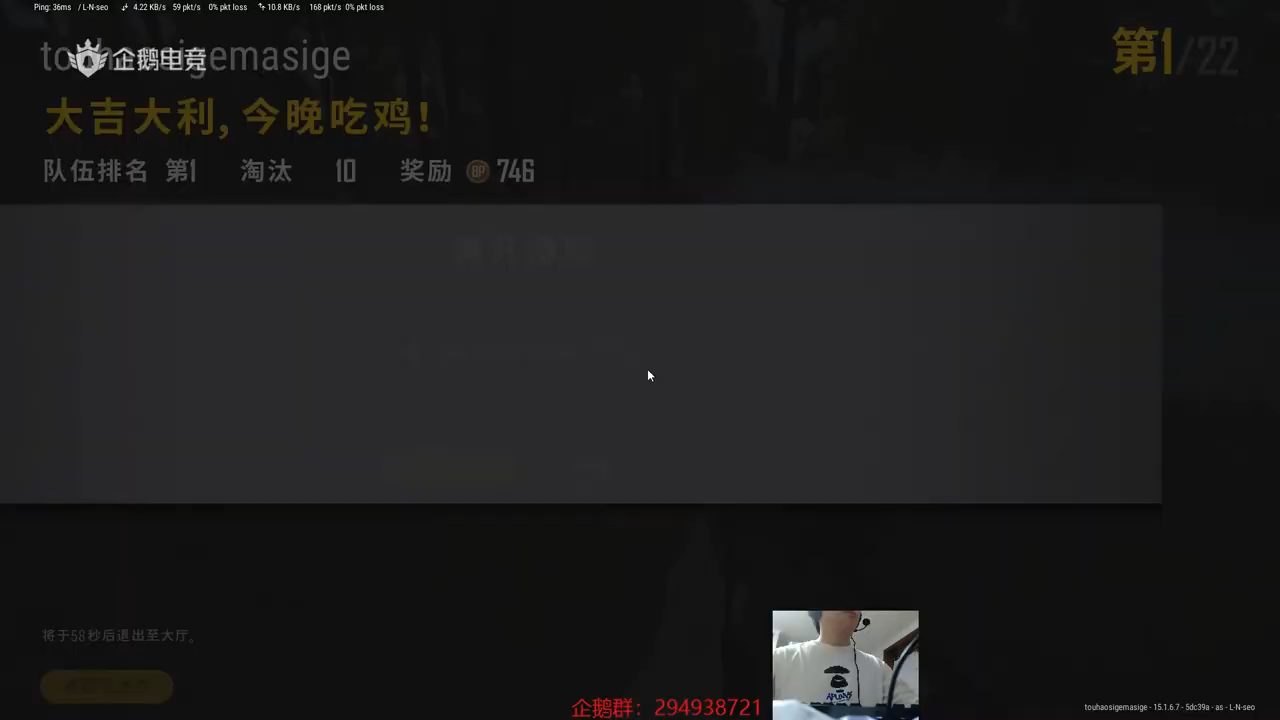 Ping: 36ms / L-N-seo 4.22 KB/s 59 pkt/s 0% pkt loss 10.8 KB/s 168 pkt/s 0% pkt loss
touhaosigemasige
企鹅电竞
第1/22
大吉大利, 今晚吃鸡!
队伍排名 第1 淘汰 10 奖励 BP 746
将于58秒后退出至大厅。
企鹅群: 294938721
touhaosigemasige - 15.1.6.7 - 5dc39a - as - L-N-seo